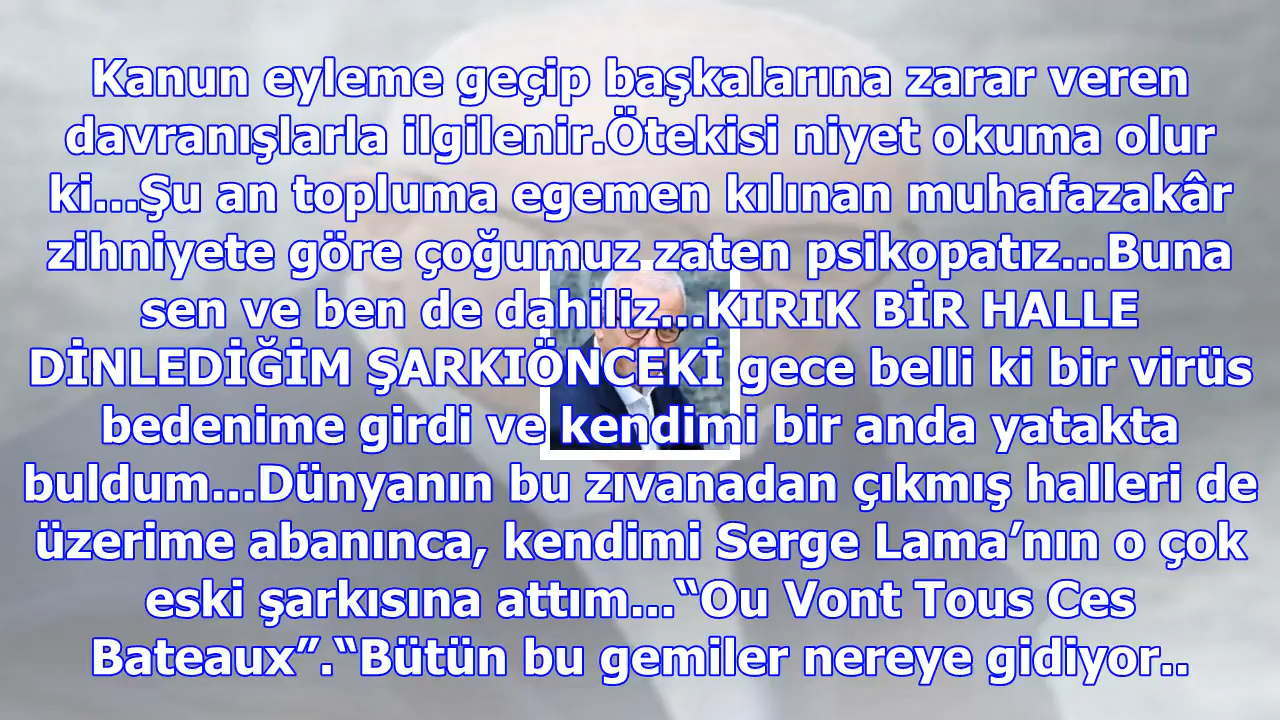 Kanun eyleme geçip başkalarına zarar veren
davranışlarla ilgilenir.Ötekisi niyet okuma olur
ki...Şu an topluma egemen kılınan muhafazakâr
zihniyete göre çoğumuz zaten psikopatız...Buna
sen ve ben de dahiliz...KIRIK BİR HALLE
DİNLEDİĞİM ŞARKIÖNCEKİ gece belli ki bir virüs
bedenime girdi ve kendimi bir anda yatakta
buldum...Dünyanın bu zıvanadan çıkmış halleri de
üzerime abanınca, kendimi Serge Lama’nın o çok
eski şarkısına attım...“Ou Vont Tous Ces
Bateaux”.“Bütün bu gemiler nereye gidiyor..